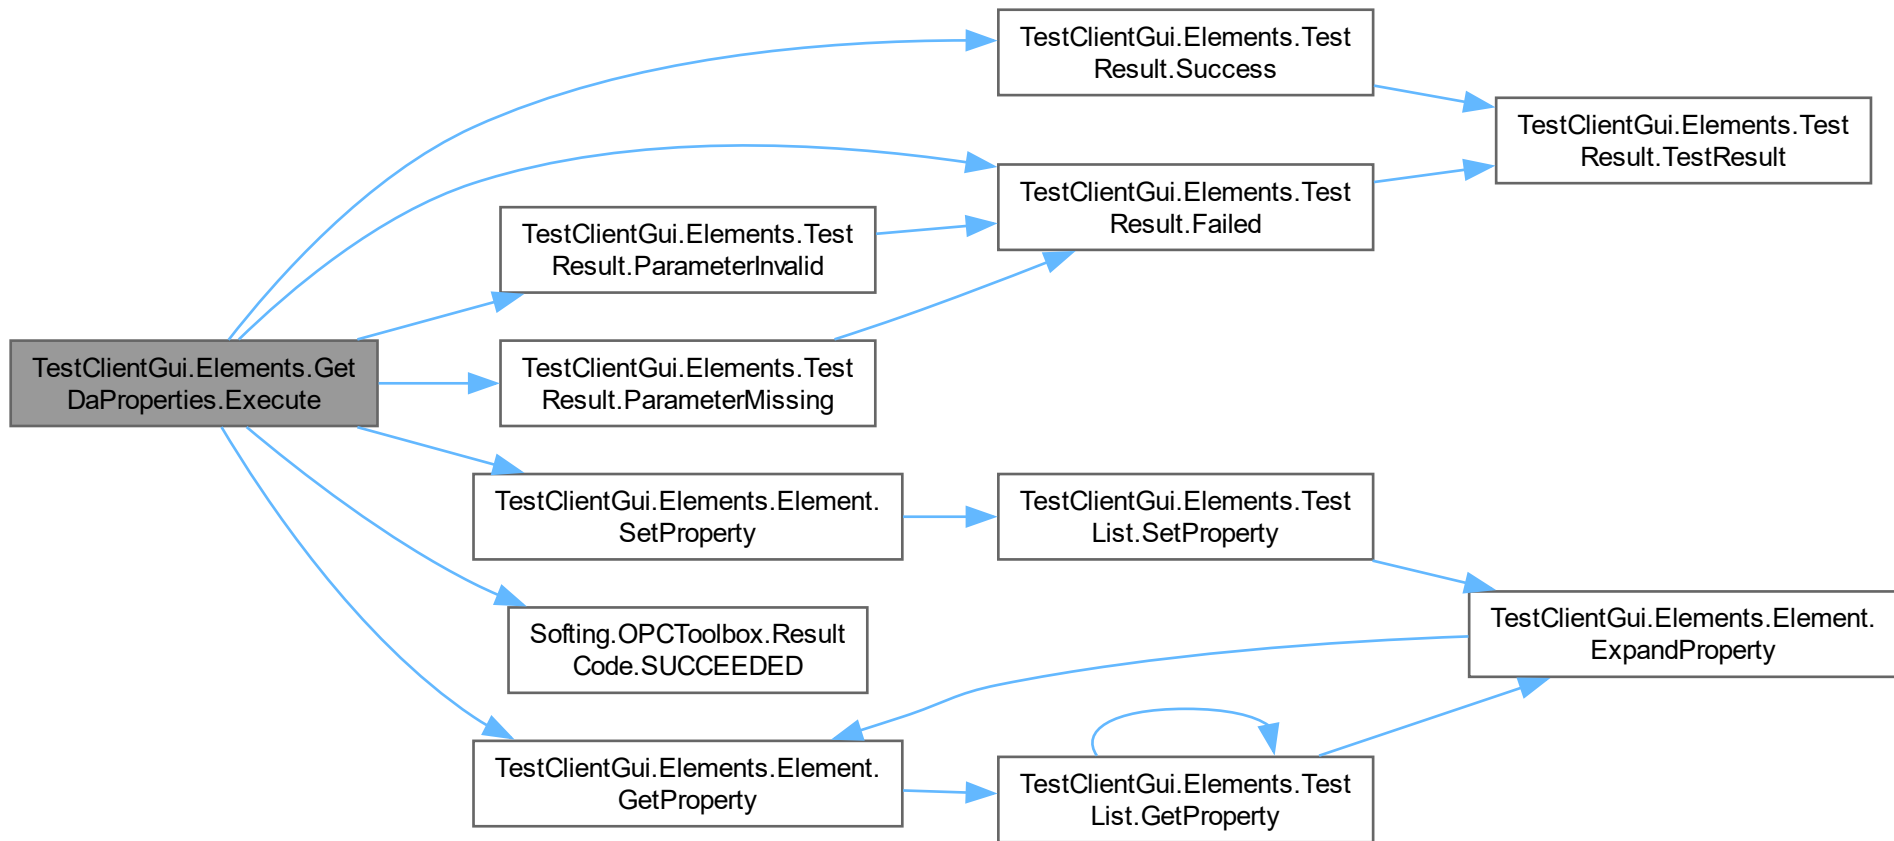 TestClientGui.Elements.Test
Result.Success
TestClientGui.Elements.Test
Result.TestResult
TestClientGui.Elements.Test
Result.Failed
TestClientGui.Elements.Test
Result.ParameterInvalid
TestClientGui.Elements.Get
DaProperties.Execute
TestClientGui.Elements.Test
Result.ParameterMissing
TestClientGui.Elements.Element.
SetProperty
TestClientGui.Elements.Test
List.SetProperty
Softing.OPCToolbox.Result
Code.SUCCEEDED
TestClientGui.Elements.Element.
ExpandProperty
TestClientGui.Elements.Element.
GetProperty
TestClientGui.Elements.Test
List.GetProperty